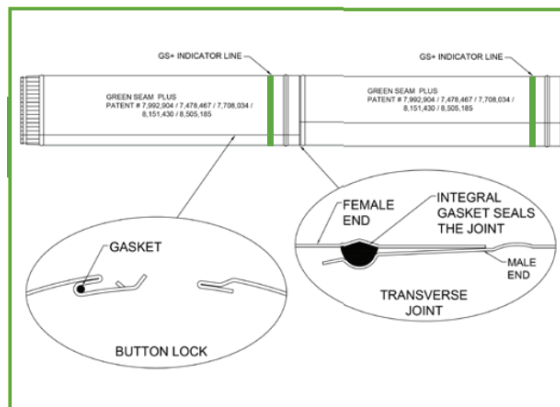 GS+ INDICATOR LINE
GS+ INDICATOR LINE
GREEN SEAM PLUS
PATENT # 7,992,904 / 7,478,467 / 7,708,034 /
8,151,430 / 8,505,185
GREEN SEAM PLUS
PATENT # 7,992,904 / 7,478,467 / 7,708,034 /
8,151,430 / 8,505,185
GASKET
BUTTON LOCK
FEMALE
END
INTEGRAL
GASKET SEALS
THE JOINT
MALE
END
TRANSVERSE
JOINT